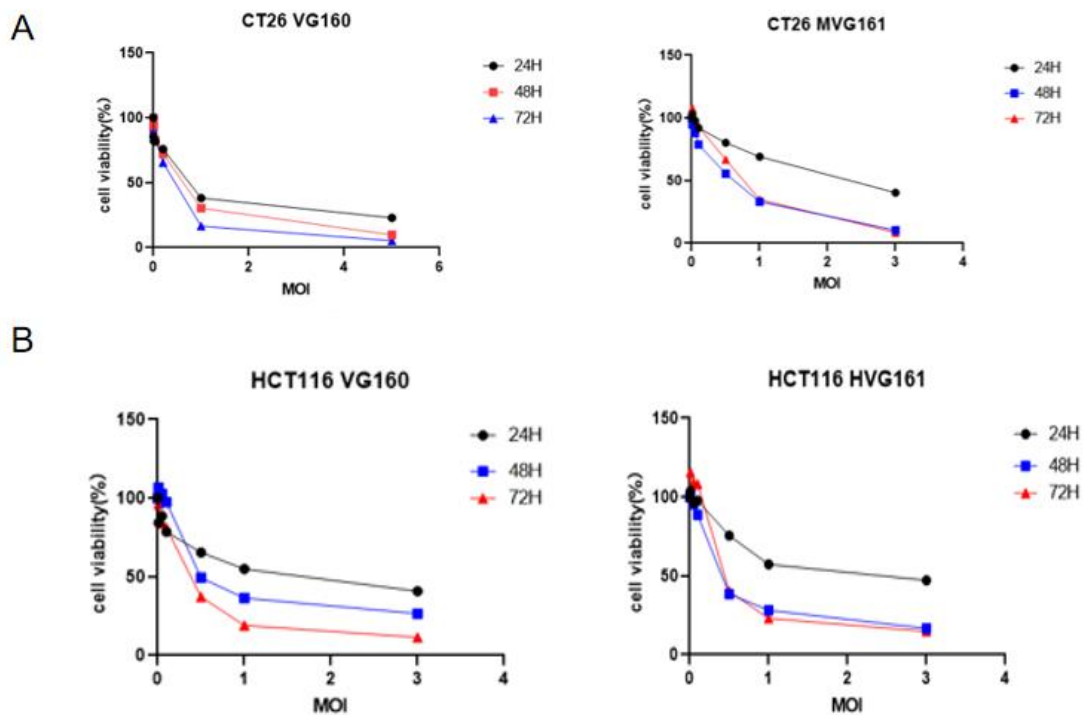 A
CT26 VG160
150
100
50
0
cell viability(%)
0
2
4
6
MOI
24H
48H
72H
CT26 MVG161
150
100
50
0
cell viability(%)
0
1
2
3
4
MOI
24H
48H
72H
B
HCT116 VG160
150
100
50
0
cell viability(%)
0
1
2
3
4
MOI
24H
48H
72H
HCT116 HVG161
150
100
50
0
cell viability(%)
0
1
2
3
4
MOI
24H
48H
72H